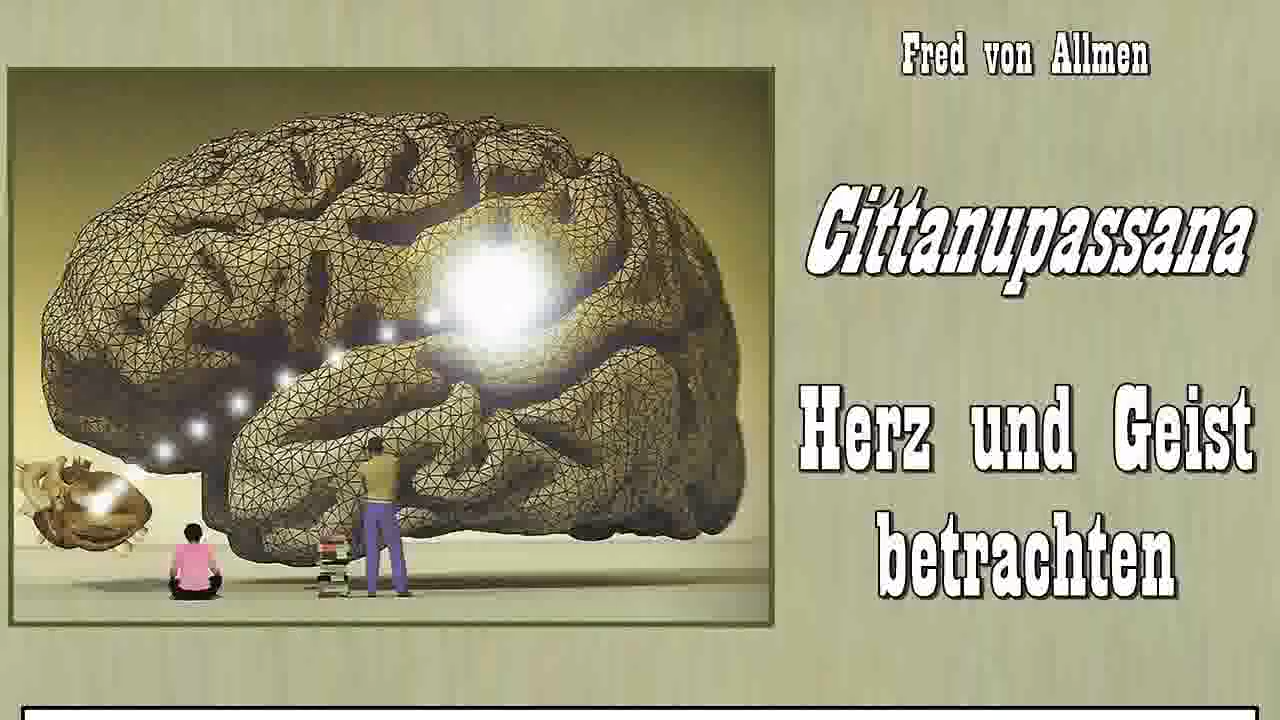 Fred von Allmen
Cittanupassana
Herz und Geist
betrachten